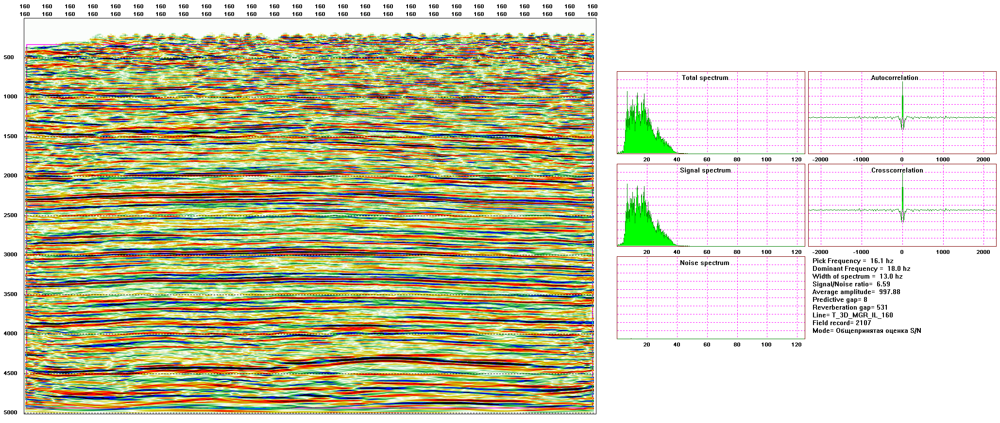 160 160 160 160 160 160 160 160 160 160 160 160 160 160 160 160 160 160 160 160 160 160 160 160 160 160
160 160 160 160 160 160 160 160 160 160 160 160 160 160 160 160 160 160 160 160 160 160 160 160 160 160
500
1000
1500
2000
2500
3000
3500
4000
4500
5000
Total spectrum
20 40 60 80 100 120
Autocorrelation
-2000 -1000 0 1000 2000
Signal spectrum
20 40 60 80 100 120
Crosscorrelation
-2000 -1000 0 1000 2000
Noise spectrum
20 40 60 80 100 120
Pick Frequency = 16.1 hz
Dominant Frequency = 18.0 hz
Width of spectrum = 13.0 hz
Signal/Noise ratio= 6.59
Average amplitude= 997.88
Predictive gap= 8
Reverberation gap= 531
Line= T_3D_MGR_IL_160
Field record= 2107
Mode= Общепринятая оценка S/N